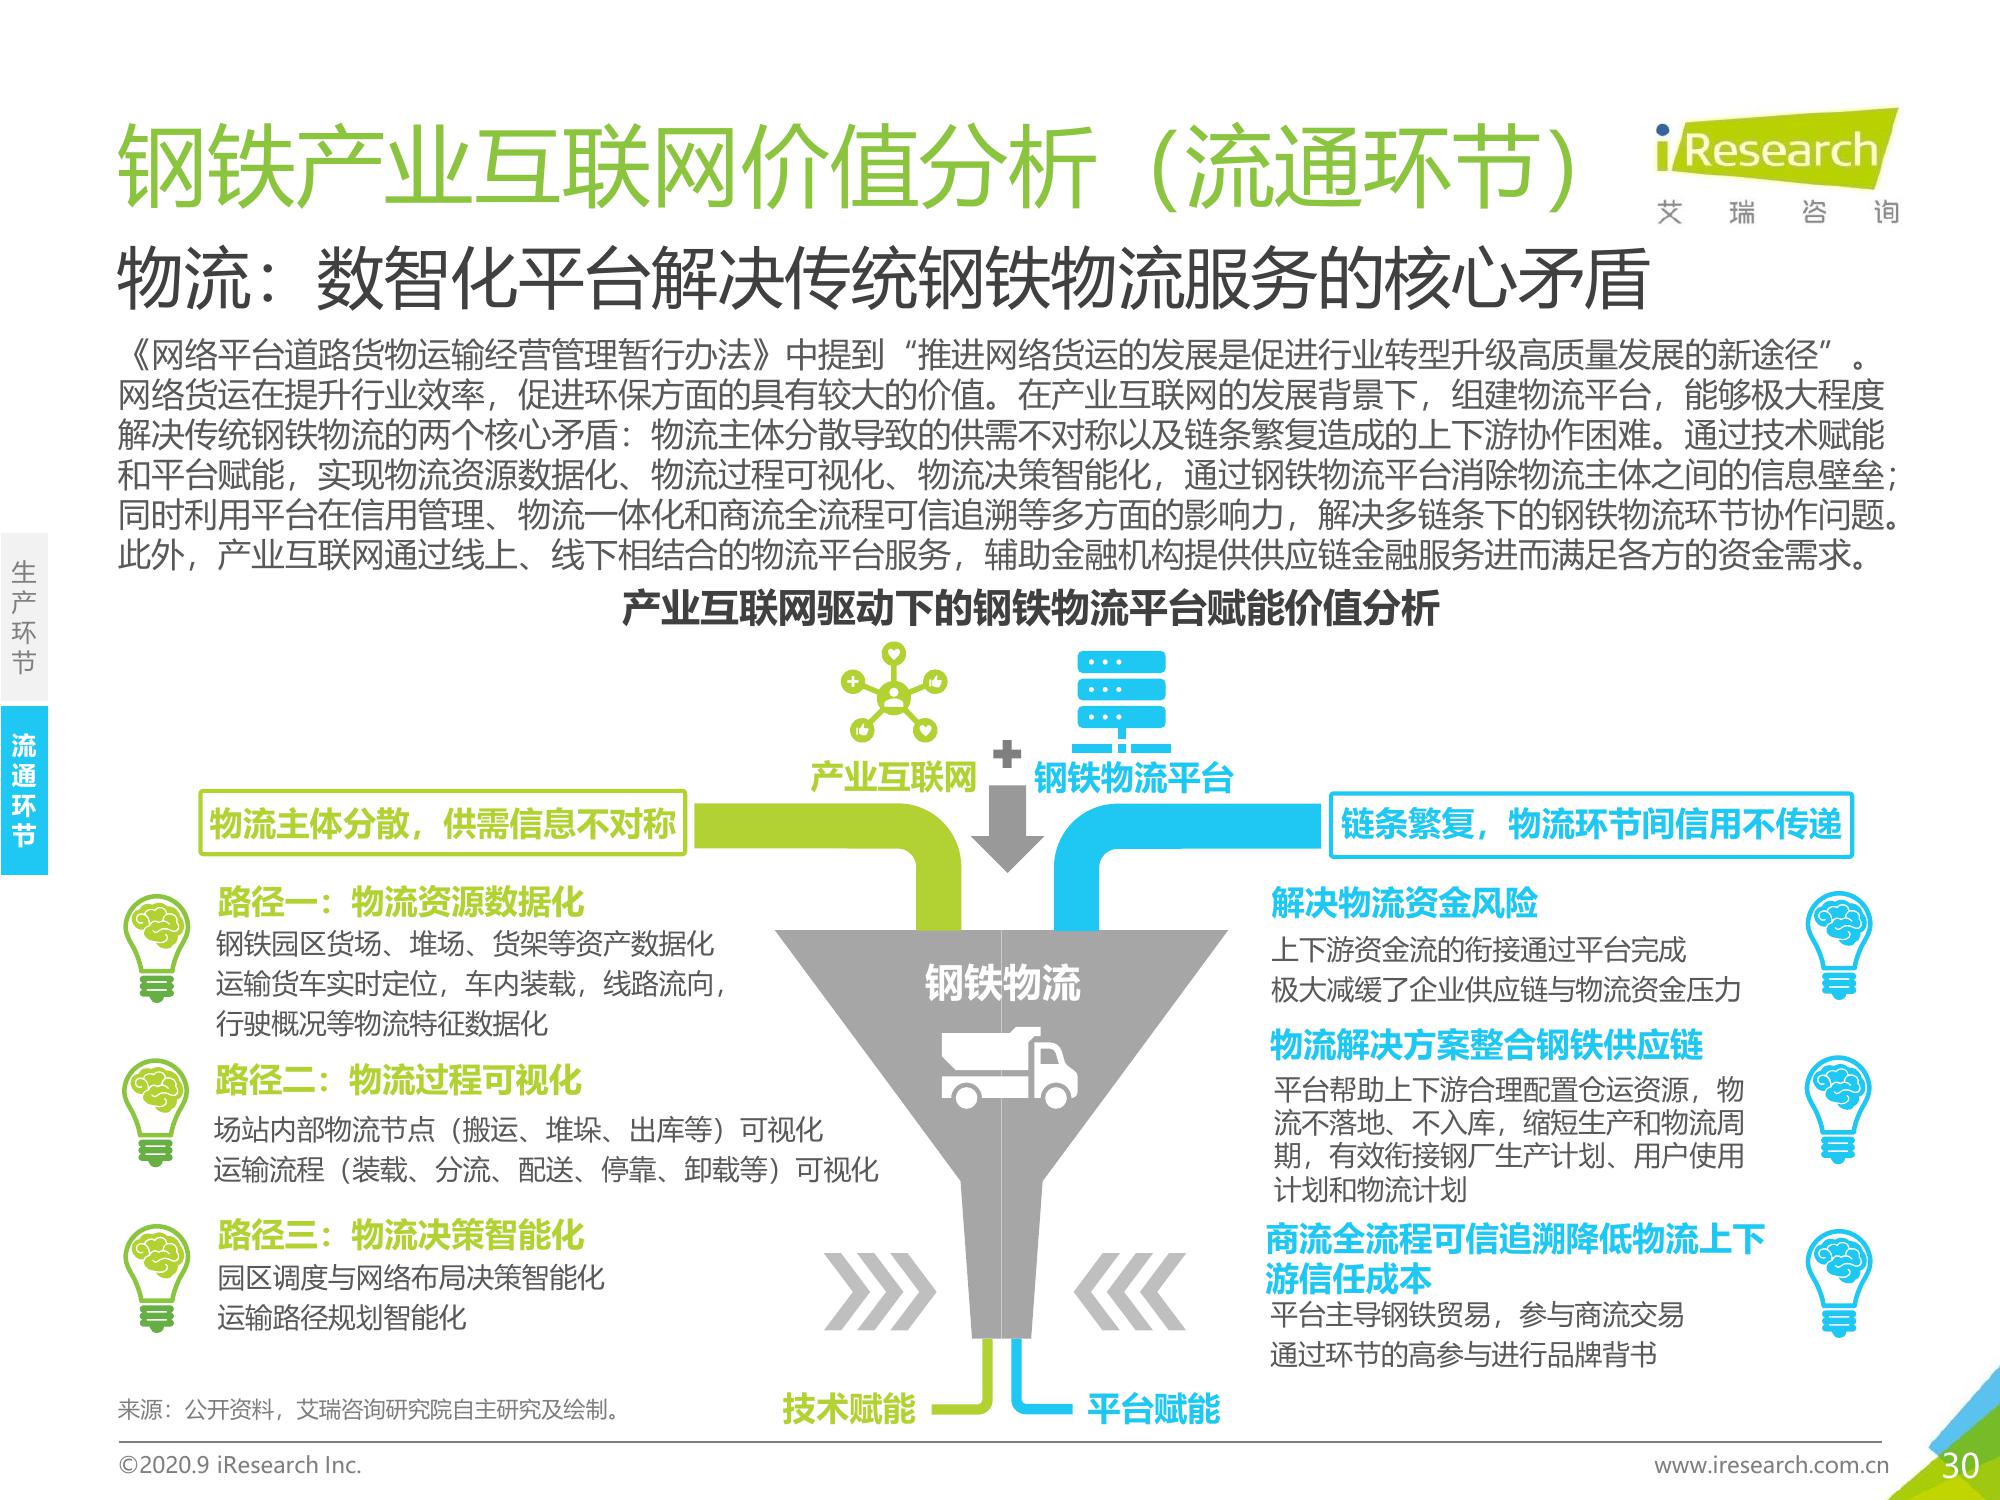 钢铁产业互联网价值分析（流通环节）
iResearch
艾瑞咨询
物流：数智化平台解决传统钢铁物流服务的核心矛盾
《网络平台道路货物运输经营管理暂行办法》中提到“推进网络货运的发展是促进行业转型升级高质量发展的新途径”。
网络货运在提升行业效率，促进环保方面的具有较大的价值。在产业互联网的发展背景下，组建物流平台，能够极大程度
解决传统钢铁物流的两个核心矛盾：物流主体分散导致的供需不对称以及链条繁复造成的上下游协作困难。通过技术赋能
和平台赋能，实现物流资源数据化、物流过程可视化、物流决策智能化，通过钢铁物流平台消除物流主体之间的信息壁垒；
同时利用平台在信用管理、物流一体化和商流全流程可信追溯等多方面的影响力，解决多链条下的钢铁物流环节协作问题。
此外，产业互联网通过线上、线下相结合的物流平台服务，辅助金融机构提供供应链金融服务进而满足各方的资金需求。
生产环节
流通环节
产业互联网驱动下的钢铁物流平台赋能价值分析
产业互联网
钢铁物流平台
物流主体分散，供需信息不对称
链条繁复，物流环节间信用不传递
路径一：物流资源数据化
钢铁园区货场、堆场、货架等资产数据化
运输货车实时定位，车内装载，线路流向，
行驶概况等物流特征数据化
路径二：物流过程可视化
场站内部物流节点（搬运、堆垛、出库等）可视化
运输流程（装载、分流、配送、停靠、卸载等）可视化
路径三：物流决策智能化
园区调度与网络布局决策智能化
运输路径规划智能化
钢铁物流
解决物流资金风险
上下游资金流的衔接通过平台完成
极大减缓了企业供应链与物流资金压力
物流解决方案整合钢铁供应链
平台帮助上下游合理配置仓运资源，物
流不落地、不入库，缩短生产和物流周
期，有效衔接钢厂生产计划、用户使用
计划和物流计划
商流全流程可信追溯降低物流上下
游信任成本
平台主导钢铁贸易，参与商流交易
通过环节的高参与进行品牌背书
技术赋能
平台赋能
来源：公开资料，艾瑞咨询研究院自主研究及绘制。
©2020.9 iResearch Inc.
www.iresearch.com.cn
30